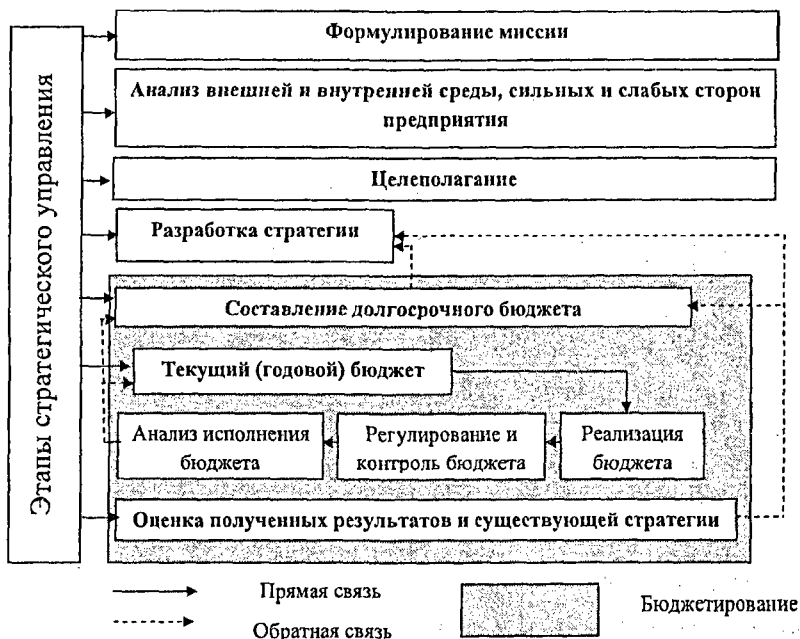 Этапы стратегического управления
Формулирование миссии
Анализ внешней и внутренней среды, сильных и слабых сторон
предприятия
Целеполагание
Разработка стратегии
Составление долгосрочного бюджета
Текущий (годовой) бюджет
Анализ исполнения
бюджета
Регулирование и
контроль бюджета
Реализация
бюджета
Оценка полученных результатов и существующей стратегии
Прямая связь
Обратная связь
Бюджетирование